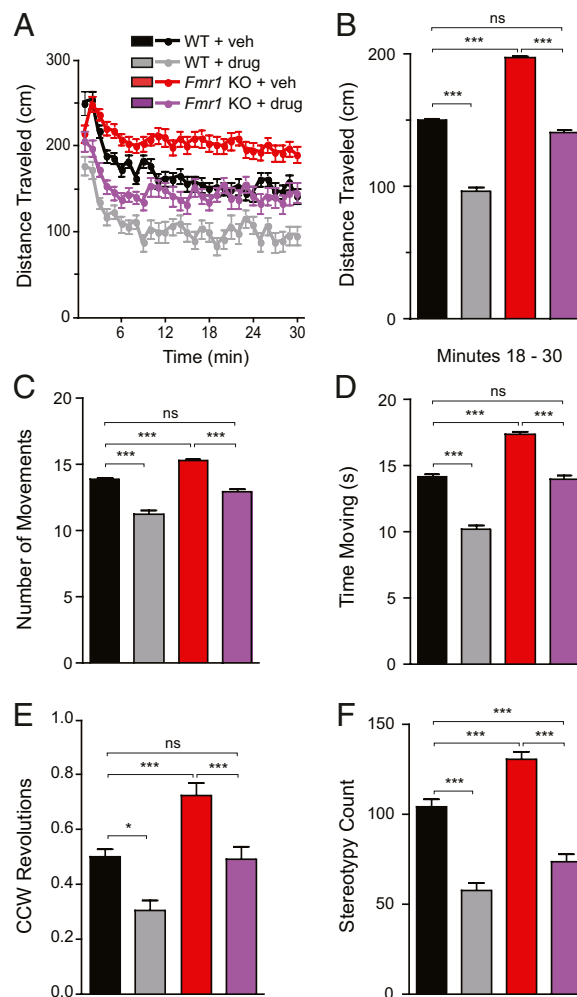 A
WT + veh
WT + drug
Fmr1 KO + veh
Fmr1 KO + drug
Distance Traveled (cm)
300
250
200
150
100
0
6
12
18
24
30
Time (min)
B
Distance Traveled (cm)
200
100
0
ns
***
***
***
Minutes 18 - 30
C
Number of Movements
20
15
10
5
0
ns
***
***
***
D
Time Moving (s)
20
15
10
5
0
ns
***
***
***
E
CCW Revolutions
1.0
0.8
0.6
0.4
0.2
0.0
ns
***
***
*
F
Stereotypy Count
150
100
50
0
***
***
***
***